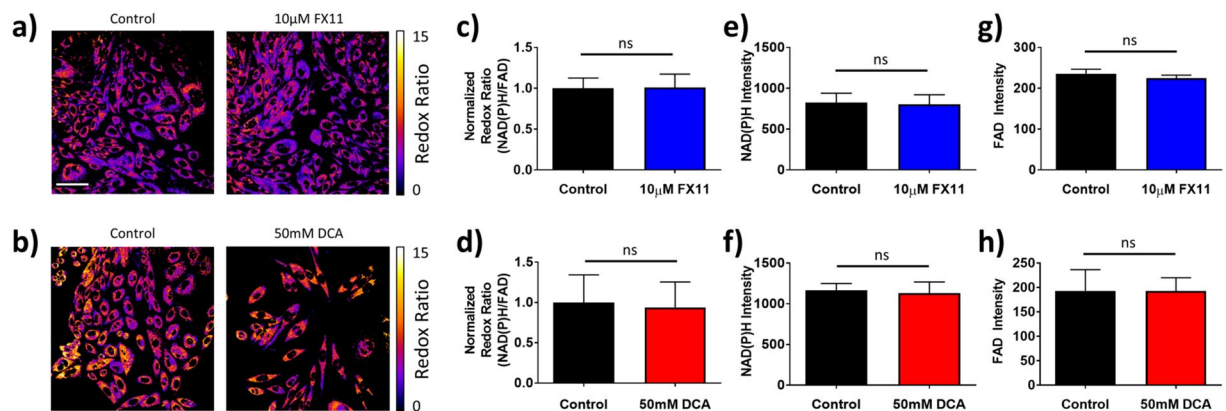 a)
Control
10µM FX11
15
Redox Ratio
0
c)
Normalized
Redox Ratio
(NAD(P)H/FAD)
1.5
1.0
0.5
0.0
ns
Control
10µM FX11
e)
NAD(P)H Intensity
1500
1000
500
0
ns
Control
10µM FX11
g)
FAD Intensity
300
200
100
0
ns
Control
10µM FX11
b)
Control
50mM DCA
15
Redox Ratio
0
d)
Normalized
Redox Ratio
(NAD(P)H/FAD)
1.5
1.0
0.5
0.0
ns
Control
50mM DCA
f)
NAD(P)H Intensity
1500
1000
500
0
ns
Control
50mM DCA
h)
FAD Intensity
250
200
150
100
50
0
ns
Control
50mM DCA